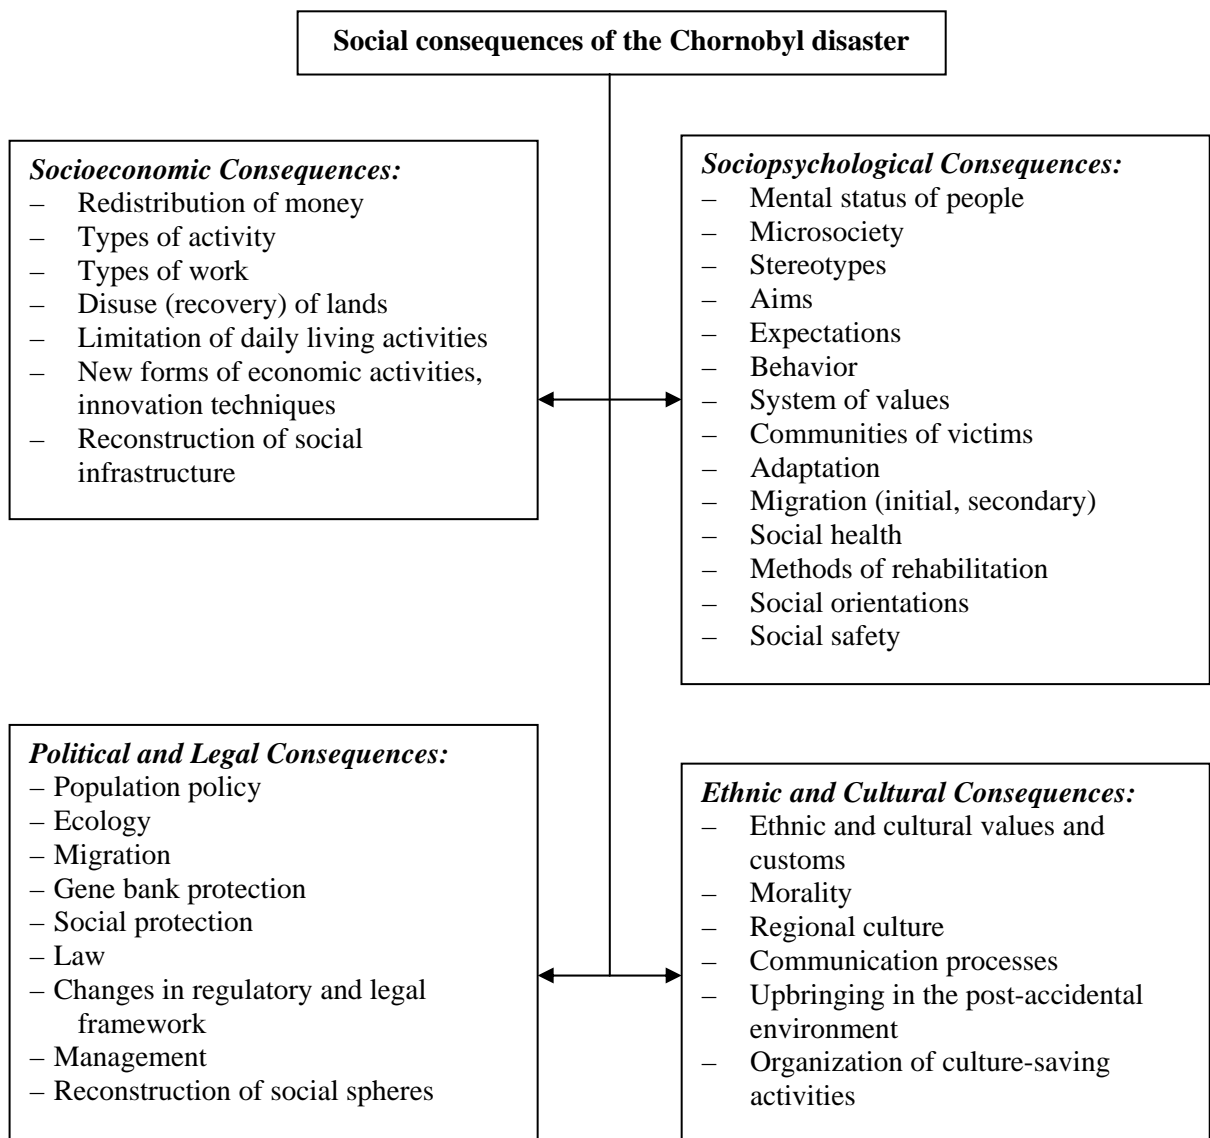 Social consequences of the Chornobyl disaster
Socioeconomic Consequences:
– Redistribution of money
– Types of activity
– Types of work
– Disuse (recovery) of lands
– Limitation of daily living activities
– New forms of economic activities,
innovation techniques
– Reconstruction of social
infrastructure
Sociopsychological Consequences:
– Mental status of people
– Microsociety
– Stereotypes
– Aims
– Expectations
– Behavior
– System of values
– Communities of victims
– Adaptation
– Migration (initial, secondary)
– Social health
– Methods of rehabilitation
– Social orientations
– Social safety
Political and Legal Consequences:
– Population policy
– Ecology
– Migration
– Gene bank protection
– Social protection
– Law
– Changes in regulatory and legal
framework
– Management
– Reconstruction of social spheres
Ethnic and Cultural Consequences:
– Ethnic and cultural values and
customs
– Morality
– Regional culture
– Communication processes
– Upbringing in the post-accidental
environment
– Organization of culture-saving
activities